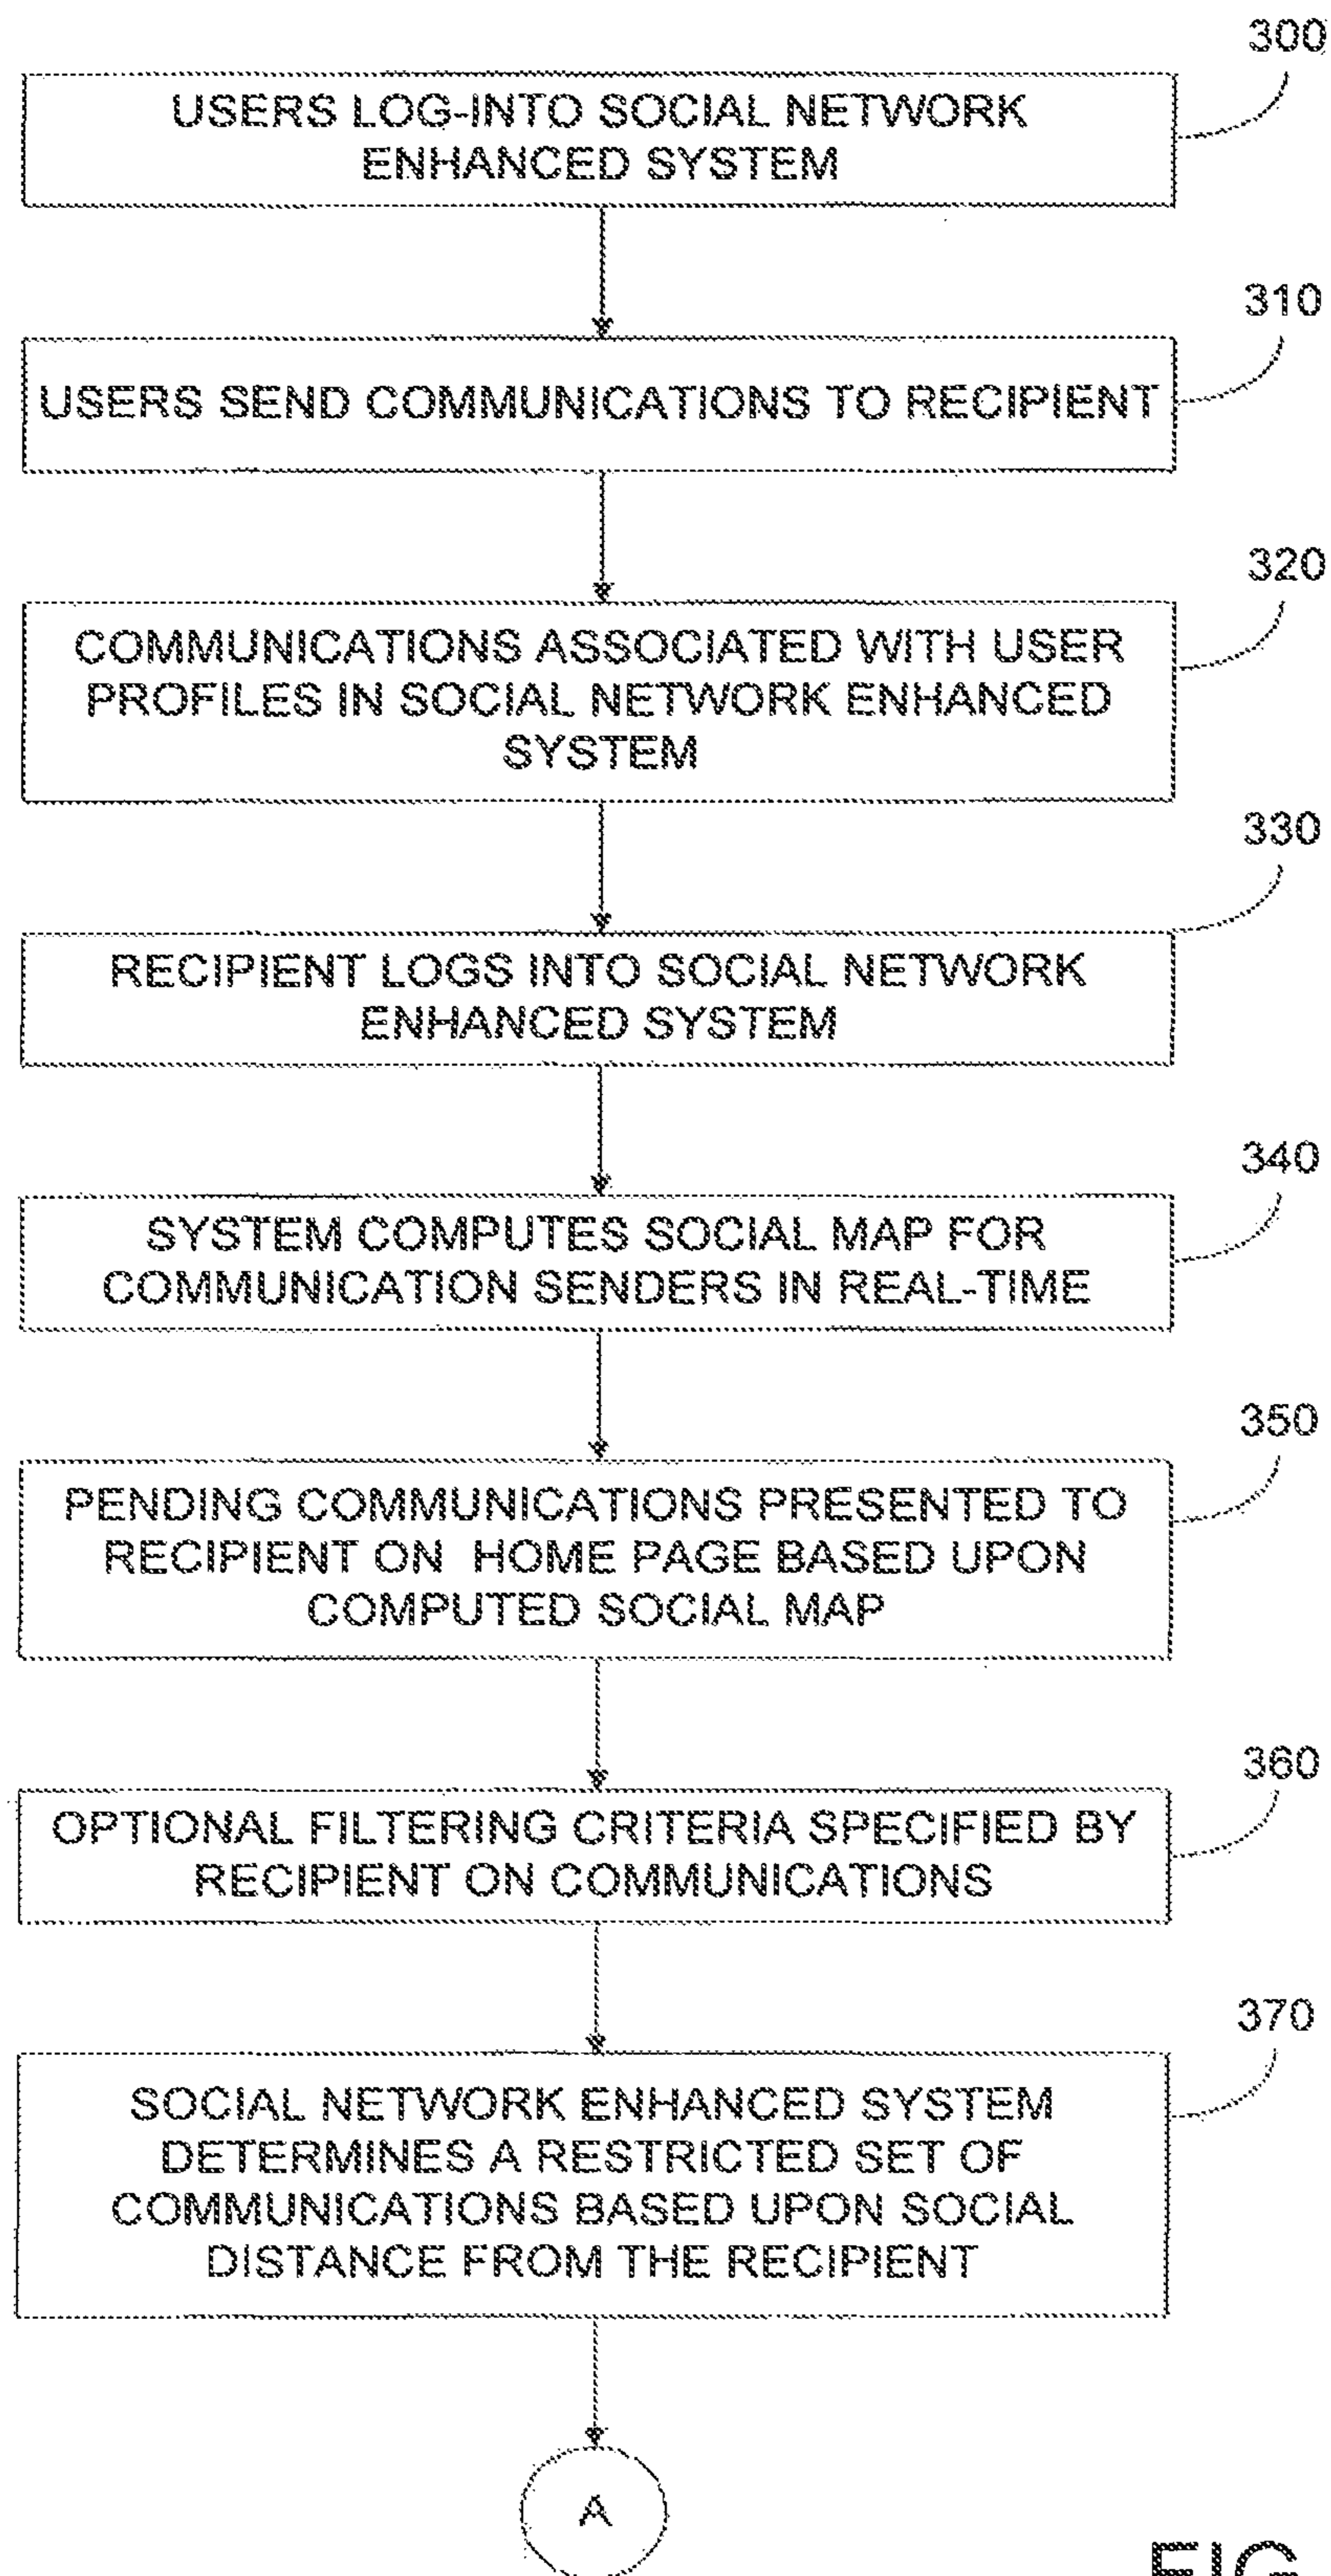 300
USERS LOG-INTO SOCIAL NETWORK
ENHANCED SYSTEM
310
USERS SEND COMMUNICATIONS TO RECIPIENT
320
COMMUNICATIONS ASSOCIATED WITH USER
PROFILES IN SOCIAL NETWORK ENHANCED
SYSTEM
330
RECIPIENT LOGS INTO SOCIAL NETWORK
ENHANCED SYSTEM
340
SYSTEM COMPUTES SOCIAL MAP FOR
COMMUNICATION SENDERS IN REAL-TIME
350
PENDING COMMUNICATIONS PRESENTED TO
RECIPIENT ON HOME PAGE BASED UPON
COMPUTED SOCIAL MAP
360
OPTIONAL FILTERING CRITERIA SPECIFIED BY
RECIPIENT ON COMMUNICATIONS
370
SOCIAL NETWORK ENHANCED SYSTEM
DETERMINES A RESTRICTED SET OF
COMMUNICATIONS BASED UPON SOCIAL
DISTANCE FROM THE RECIPIENT
A
FIG